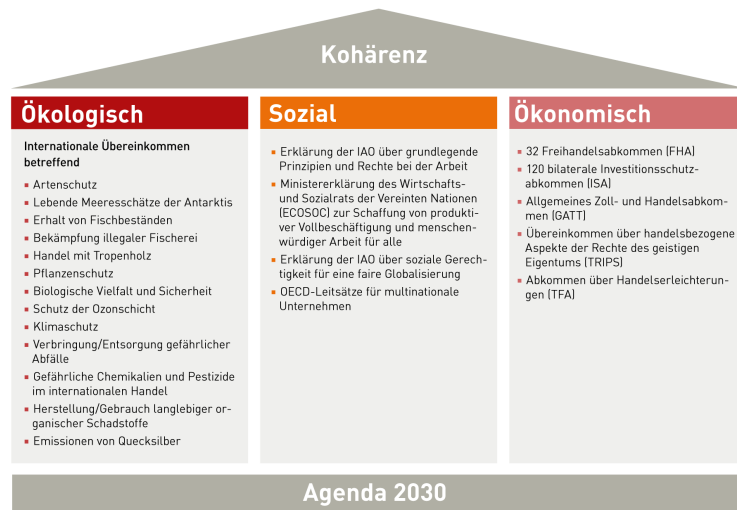 Kohärenz
Ökologisch
Internationale Übereinkommen
betreffend
▪ Artenschutz
▪ Lebende Meeresschätze der Antarktis
▪ Erhalt von Fischbeständen
▪ Bekämpfung illegaler Fischerei
▪ Handel mit Tropenholz
▪ Pflanzenschutz
▪ Biologische Vielfalt und Sicherheit
▪ Schutz der Ozonschicht
▪ Klimaschutz
▪ Verbringung/Entsorgung gefährlicher
Abfälle
▪ Gefährliche Chemikalien und Pestizide
im internationalen Handel
▪ Herstellung/Gebrauch langlebiger or-
ganischer Schadstoffe
▪ Emissionen von Quecksilber
Sozial
▪ Erklärung der IAO über grundlegende
Prinzipien und Rechte bei der Arbeit
▪ Ministererklärung des Wirtschafts-
und Sozialrats der Vereinten Nationen
(ECOSOC) zur Schaffung von produkti-
ver Vollbeschäftigung und menschen-
würdiger Arbeit für alle
▪ Erklärung der IAO über soziale Gerech-
tigkeit für eine faire Globalisierung
▪ OECD-Leitsätze für multinationale
Unternehmen
Ökonomisch
▪ 32 Freihandelsabkommen (FHA)
▪ 120 bilaterale Investitionsschutz-
abkommen (ISA)
▪ Allgemeines Zoll- und Handelsabkom-
men (GATT)
▪ Übereinkommen über handelsbezogene
Aspekte der Rechte des geistigen
Eigentums (TRIPS)
▪ Abkommen über Handelserleichterun-
gen (TFA)
Agenda 2030